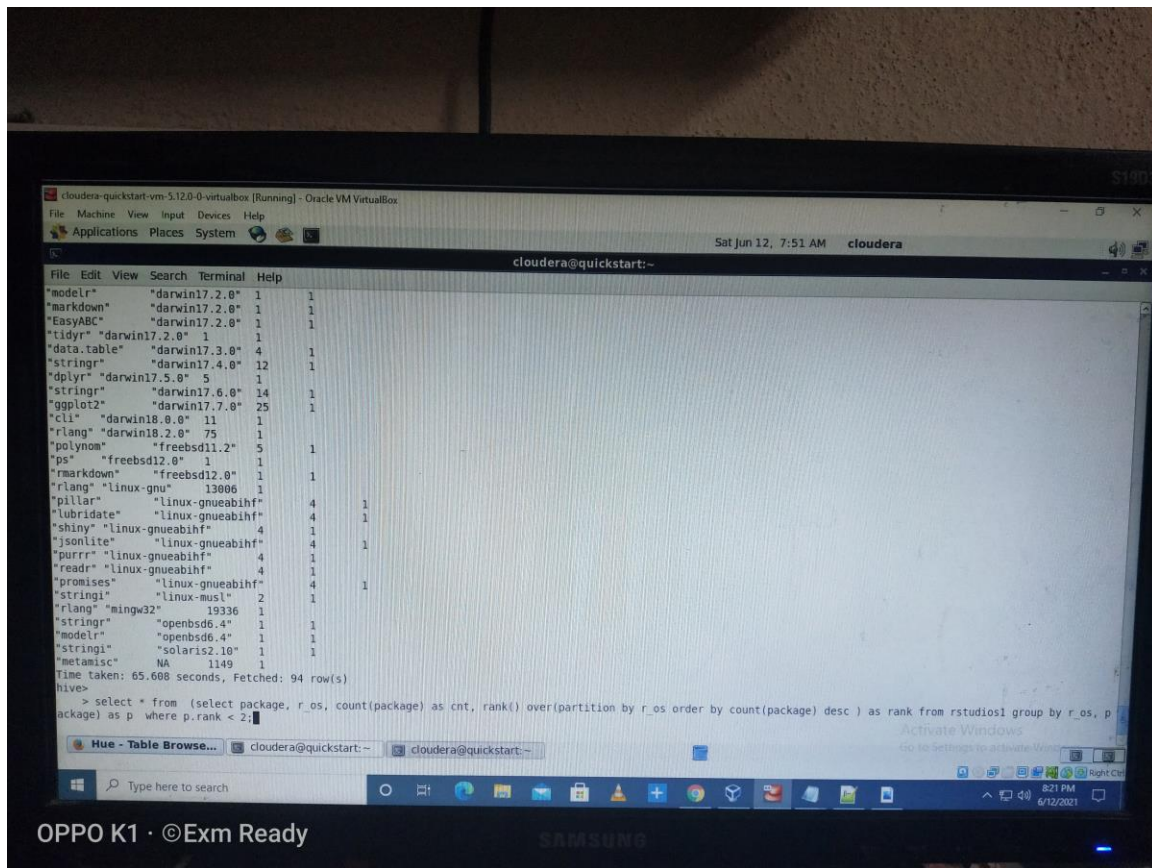 S19D3
cloudera-quickstart-vm-5.12.0-0-virtualbox [Running] - Oracle VM VirtualBox
File Machine View Input Devices Help
Applications Places System
Sat Jun 12, 7:51 AM cloudera
cloudera@quickstart:~
File Edit View Search Terminal Help
"modelr" "darwin17.2.0" 1 1
"markdown" "darwin17.2.0" 1 1
"EasyABC" "darwin17.2.0" 1 1
"tidyr" "darwin17.2.0" 1 1
"data.table" "darwin17.3.0" 4 1
"stringr" "darwin17.4.0" 12 1
"dplyr" "darwin17.5.0" 5 1
"stringr" "darwin17.6.0" 14 1
"ggplot2" "darwin17.7.0" 25 1
"cli" "darwin18.0.0" 11 1
"rlang" "darwin18.2.0" 75 1
"polynom" "freebsd11.2" 5 1
"ps" "freebsd12.0" 1 1
"rmarkdown" "freebsd12.0" 1 1
"rlang" "linux-gnu" 13006 1
"pillar" "linux-gnueabihf" 4 1
"lubridate" "linux-gnueabihf" 4 1
"shiny" "linux-gnueabihf" 4 1
"jsonlite" "linux-gnueabihf" 4 1
"purrr" "linux-gnueabihf" 4 1
"readr" "linux-gnueabihf" 4 1
"promises" "linux-gnueabihf" 4 1
"stringi" "linux-musl" 2 1
"rlang" "mingw32" 19336 1
"stringr" "openbsd6.4" 1 1
"modelr" "openbsd6.4" 1 1
"stringi" "solaris2.10" 1 1
"metamisc" NA 1149 1
Time taken: 65.608 seconds, Fetched: 94 row(s)
hive>
> select * from (select package, r_os, count(package) as cnt, rank() over(partition by r_os order by count(package) desc ) as rank from rstudios1 group by r_os, p
ackage) as p where p.rank < 2;
Activate Windows
Go to Settings to activate
Hue - Table Browse... cloudera@quickstart:~ cloudera@quickstart:~
Right Ctrl
Type here to search
8:21 PM
6/12/2021
OPPO K1 · ©Exm Ready
SAMSUNG